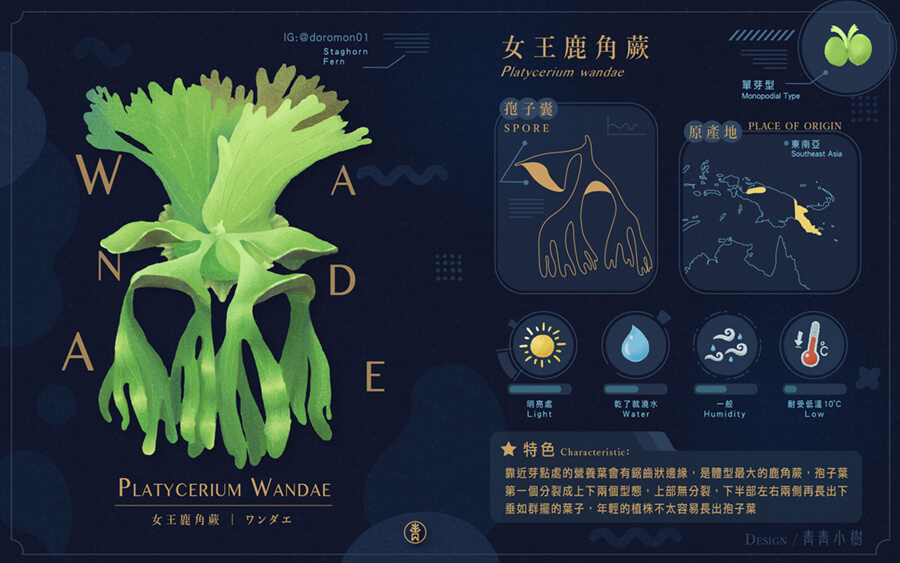 IG:@doromon01
Staghorn
Fern
W A
N D
A E
PLATYCERIUM WANDAE
女王鹿角蕨 | ワンダエ
女王鹿角蕨
Platycerium wandae
單芽型
Monopodial Type
孢子囊
SPORE
原產地 PLACE OF ORIGIN
東南亞
Southeast Asia
明亮處
Light
乾了就澆水
Water
一般
Humidity
℃
耐受低溫10℃
Low
特色 Characteristic:
靠近芽點處的營養葉會有鋸齒狀邊緣，是體型最大的鹿角蕨，孢子葉
第一個分裂成上下兩個型態，上部無分裂，下半部左右兩側再長出下
垂如群擺的葉子，年輕的植株不太容易長出孢子葉
DESIGN / 青青小樹